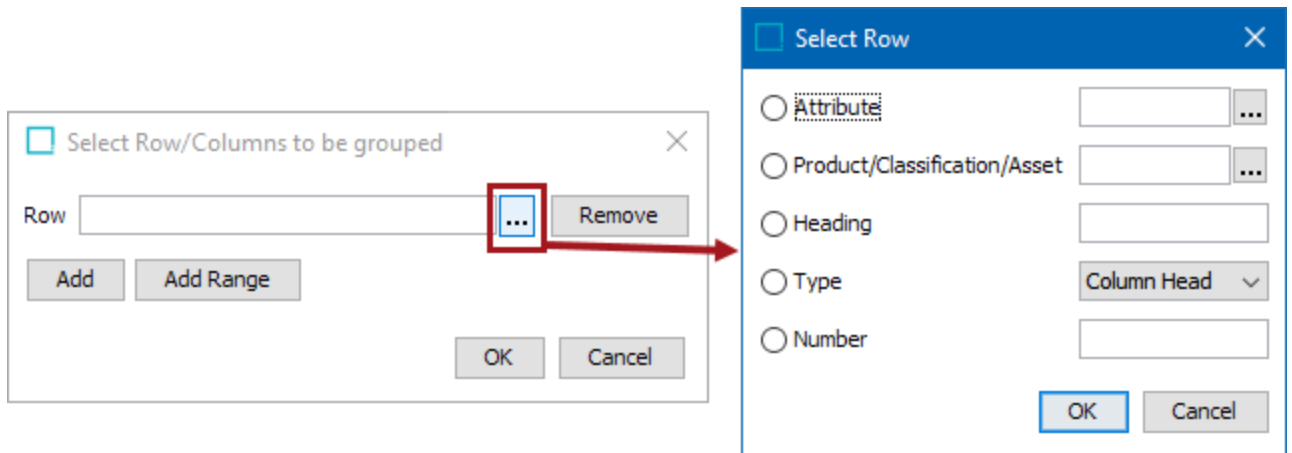 Select Row/Columns to be grouped
Row ... Remove
Add Add Range
OK Cancel
Select Row
Attribute ...
Product/Classification/Asset ...
Heading
Type Column Head
Number
OK Cancel